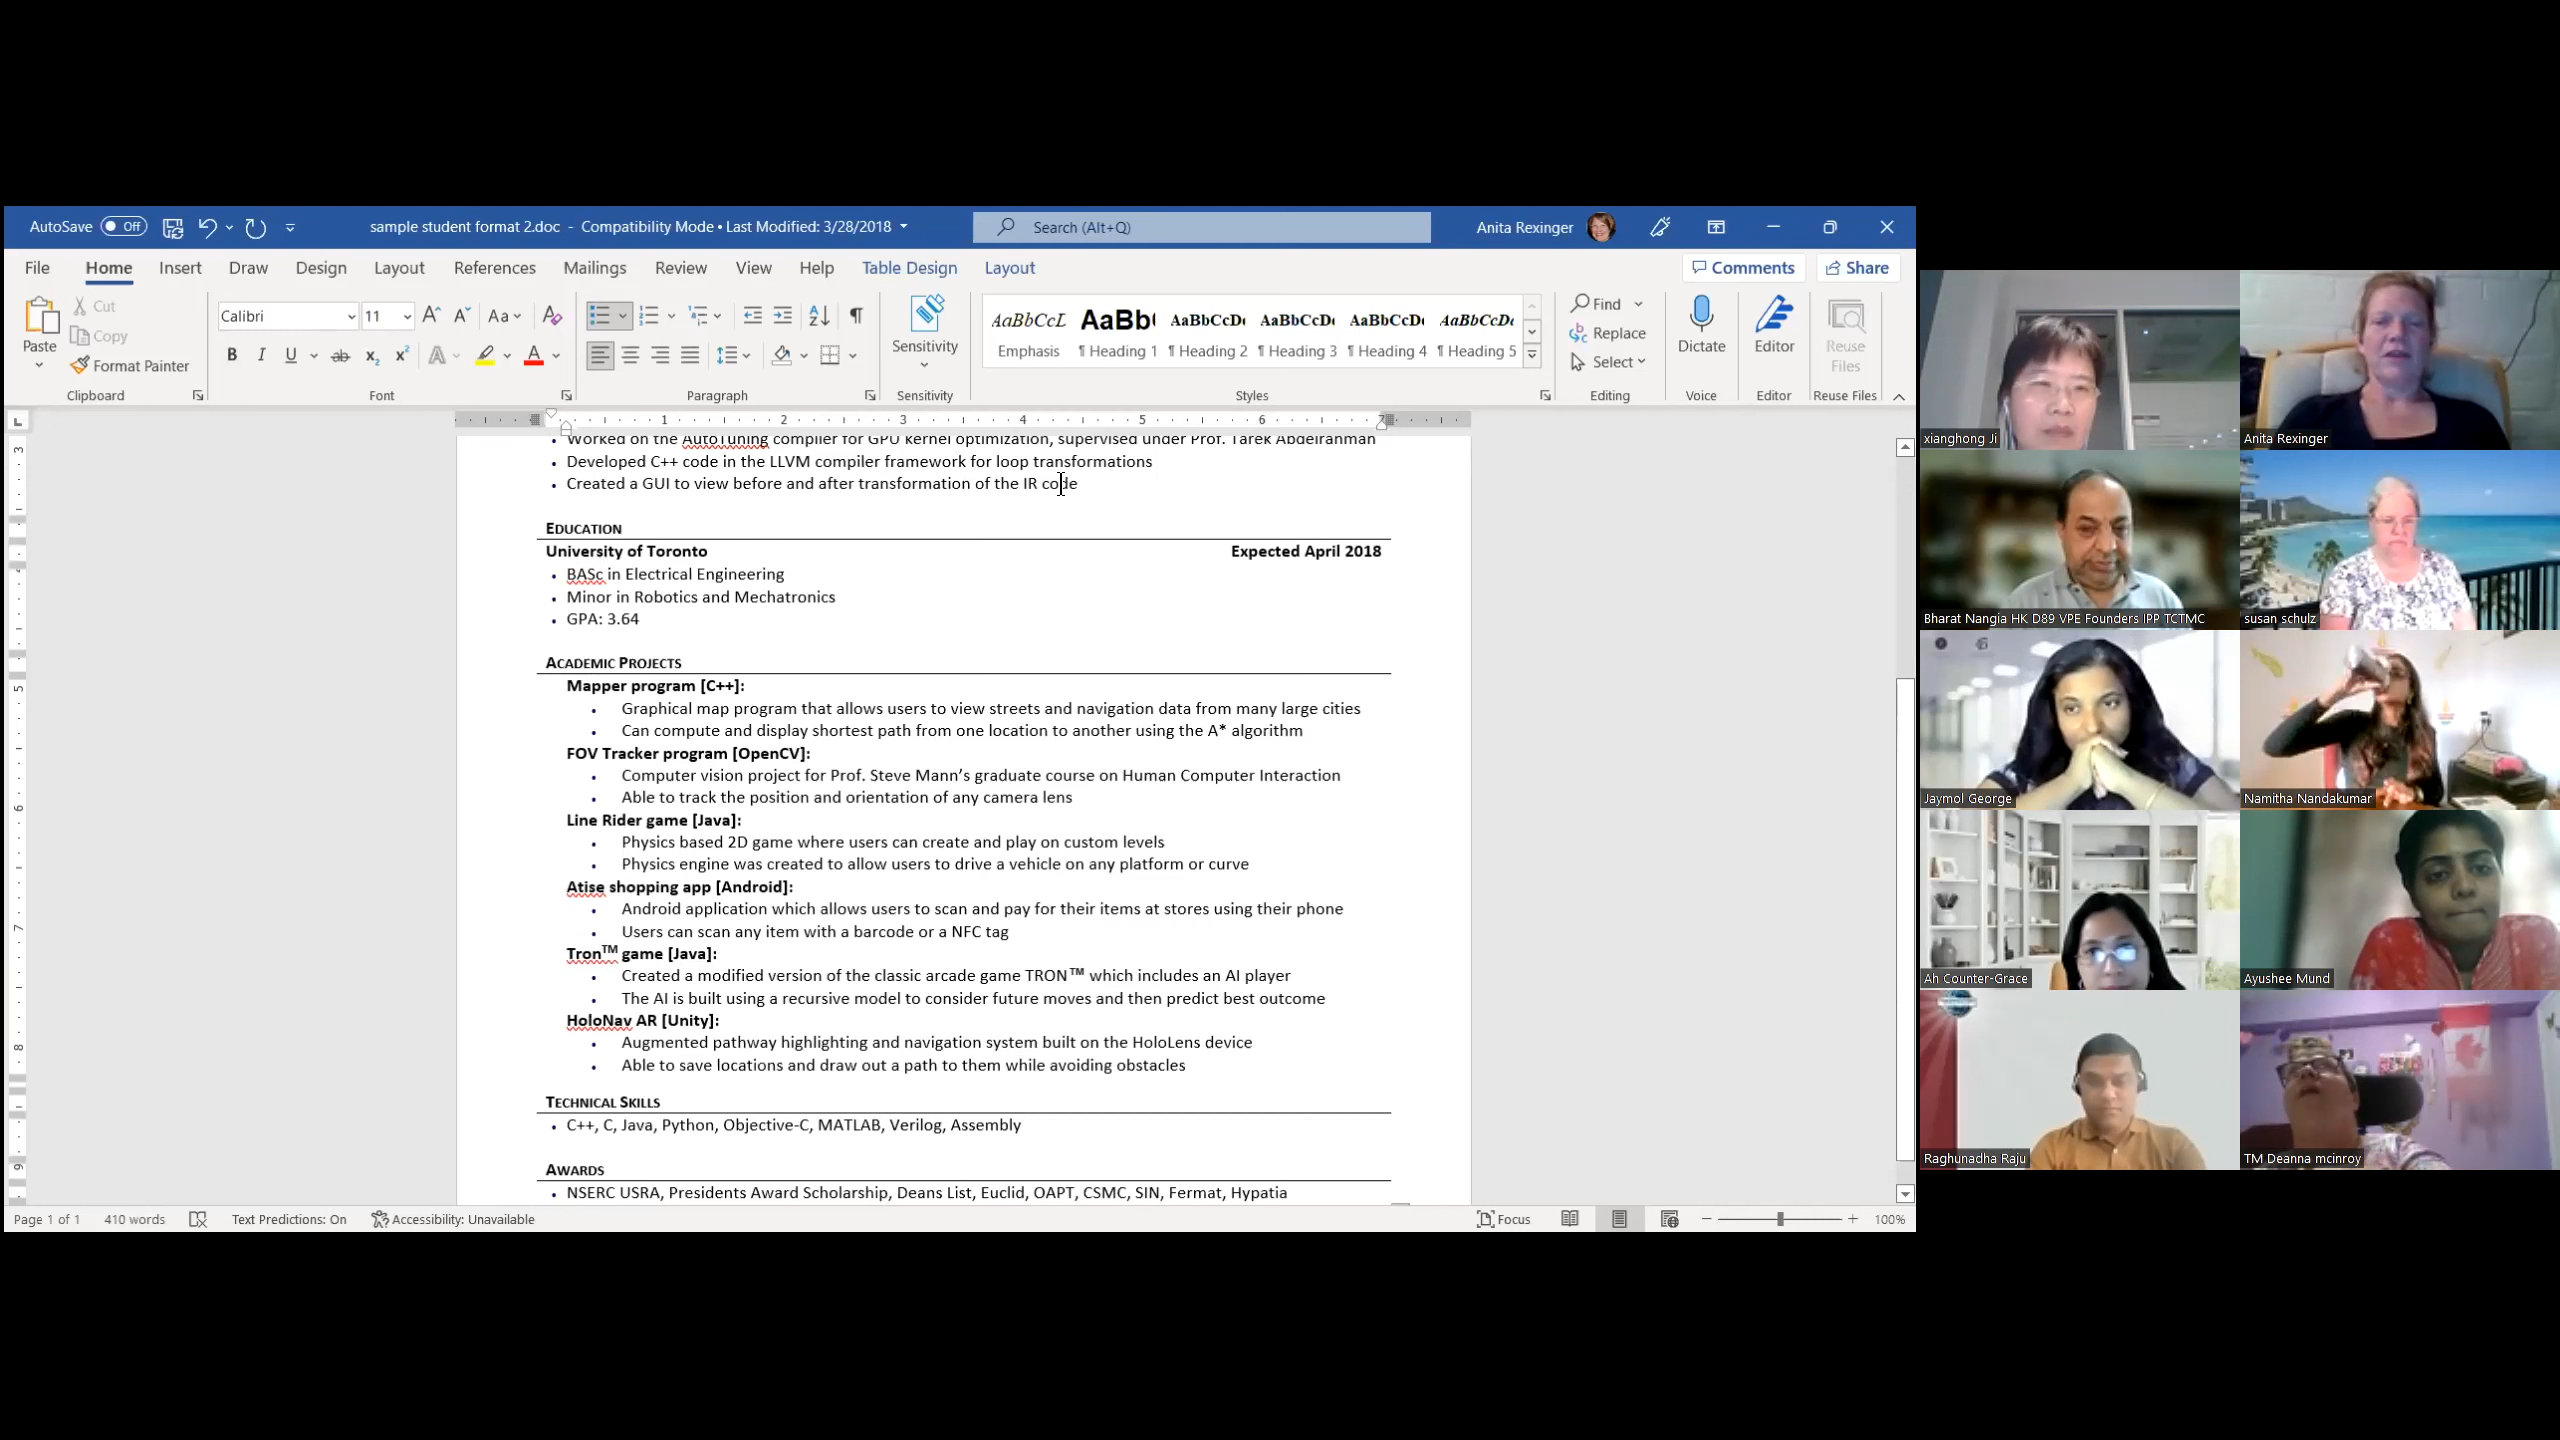 AutoSave Off sample student format 2.doc - Compatibility Mode • Last Modified: 3/28/2018 Search (Alt+Q) Anita Rexinger
File Home Insert Draw Design Layout References Mailings Review View Help Table Design Layout Comments Share
Paste Cut Copy Format Painter Clipboard
Calibri 11 Font
Paragraph
Sensitivity Sensitivity
AaBbCcL AaBb( AaBbCcD( AaBbCcD( AaBbCcD( AaBbCcD(
Emphasis ¶ Heading 1 ¶ Heading 2 ¶ Heading 3 ¶ Heading 4 ¶ Heading 5
Styles
Find Replace Select Editing
Dictate Voice
Editor Editor
Reuse Files Reuse Files
1 2 3 4 5 6 7
• Worked on the AutoTuning compiler for GPU kernel optimization, supervised under Prof. Tarek Abdelrahman
• Developed C++ code in the LLVM compiler framework for loop transformations
• Created a GUI to view before and after transformation of the IR code
EDUCATION
University of Toronto Expected April 2018
• BASc in Electrical Engineering
• Minor in Robotics and Mechatronics
• GPA: 3.64
ACADEMIC PROJECTS
Mapper program [C++]:
• Graphical map program that allows users to view streets and navigation data from many large cities
• Can compute and display shortest path from one location to another using the A* algorithm
FOV Tracker program [OpenCV]:
• Computer vision project for Prof. Steve Mann’s graduate course on Human Computer Interaction
• Able to track the position and orientation of any camera lens
Line Rider game [Java]:
• Physics based 2D game where users can create and play on custom levels
• Physics engine was created to allow users to drive a vehicle on any platform or curve
Atise shopping app [Android]:
• Android application which allows users to scan and pay for their items at stores using their phone
• Users can scan any item with a barcode or a NFC tag
Tron™ game [Java]:
• Created a modified version of the classic arcade game TRON™ which includes an AI player
• The AI is built using a recursive model to consider future moves and then predict best outcome
HoloNav AR [Unity]:
• Augmented pathway highlighting and navigation system built on the HoloLens device
• Able to save locations and draw out a path to them while avoiding obstacles
TECHNICAL SKILLS
• C++, C, Java, Python, Objective-C, MATLAB, Verilog, Assembly
AWARDS
• NSERC USRA, Presidents Award Scholarship, Deans List, Euclid, OAPT, CSMC, SIN, Fermat, Hypatia
Page 1 of 1 410 words Text Predictions: On Accessibility: Unavailable Focus 100%
xianghong Ji
Anita Rexinger
Bharat Nangia HK D89 VPE Founders IPP TCTMC
susan schulz
Jaymol George
Namitha Nandakumar
Ah Counter-Grace
Ayushee Mund
Raghunadha Raju
TM Deanna mcinroy